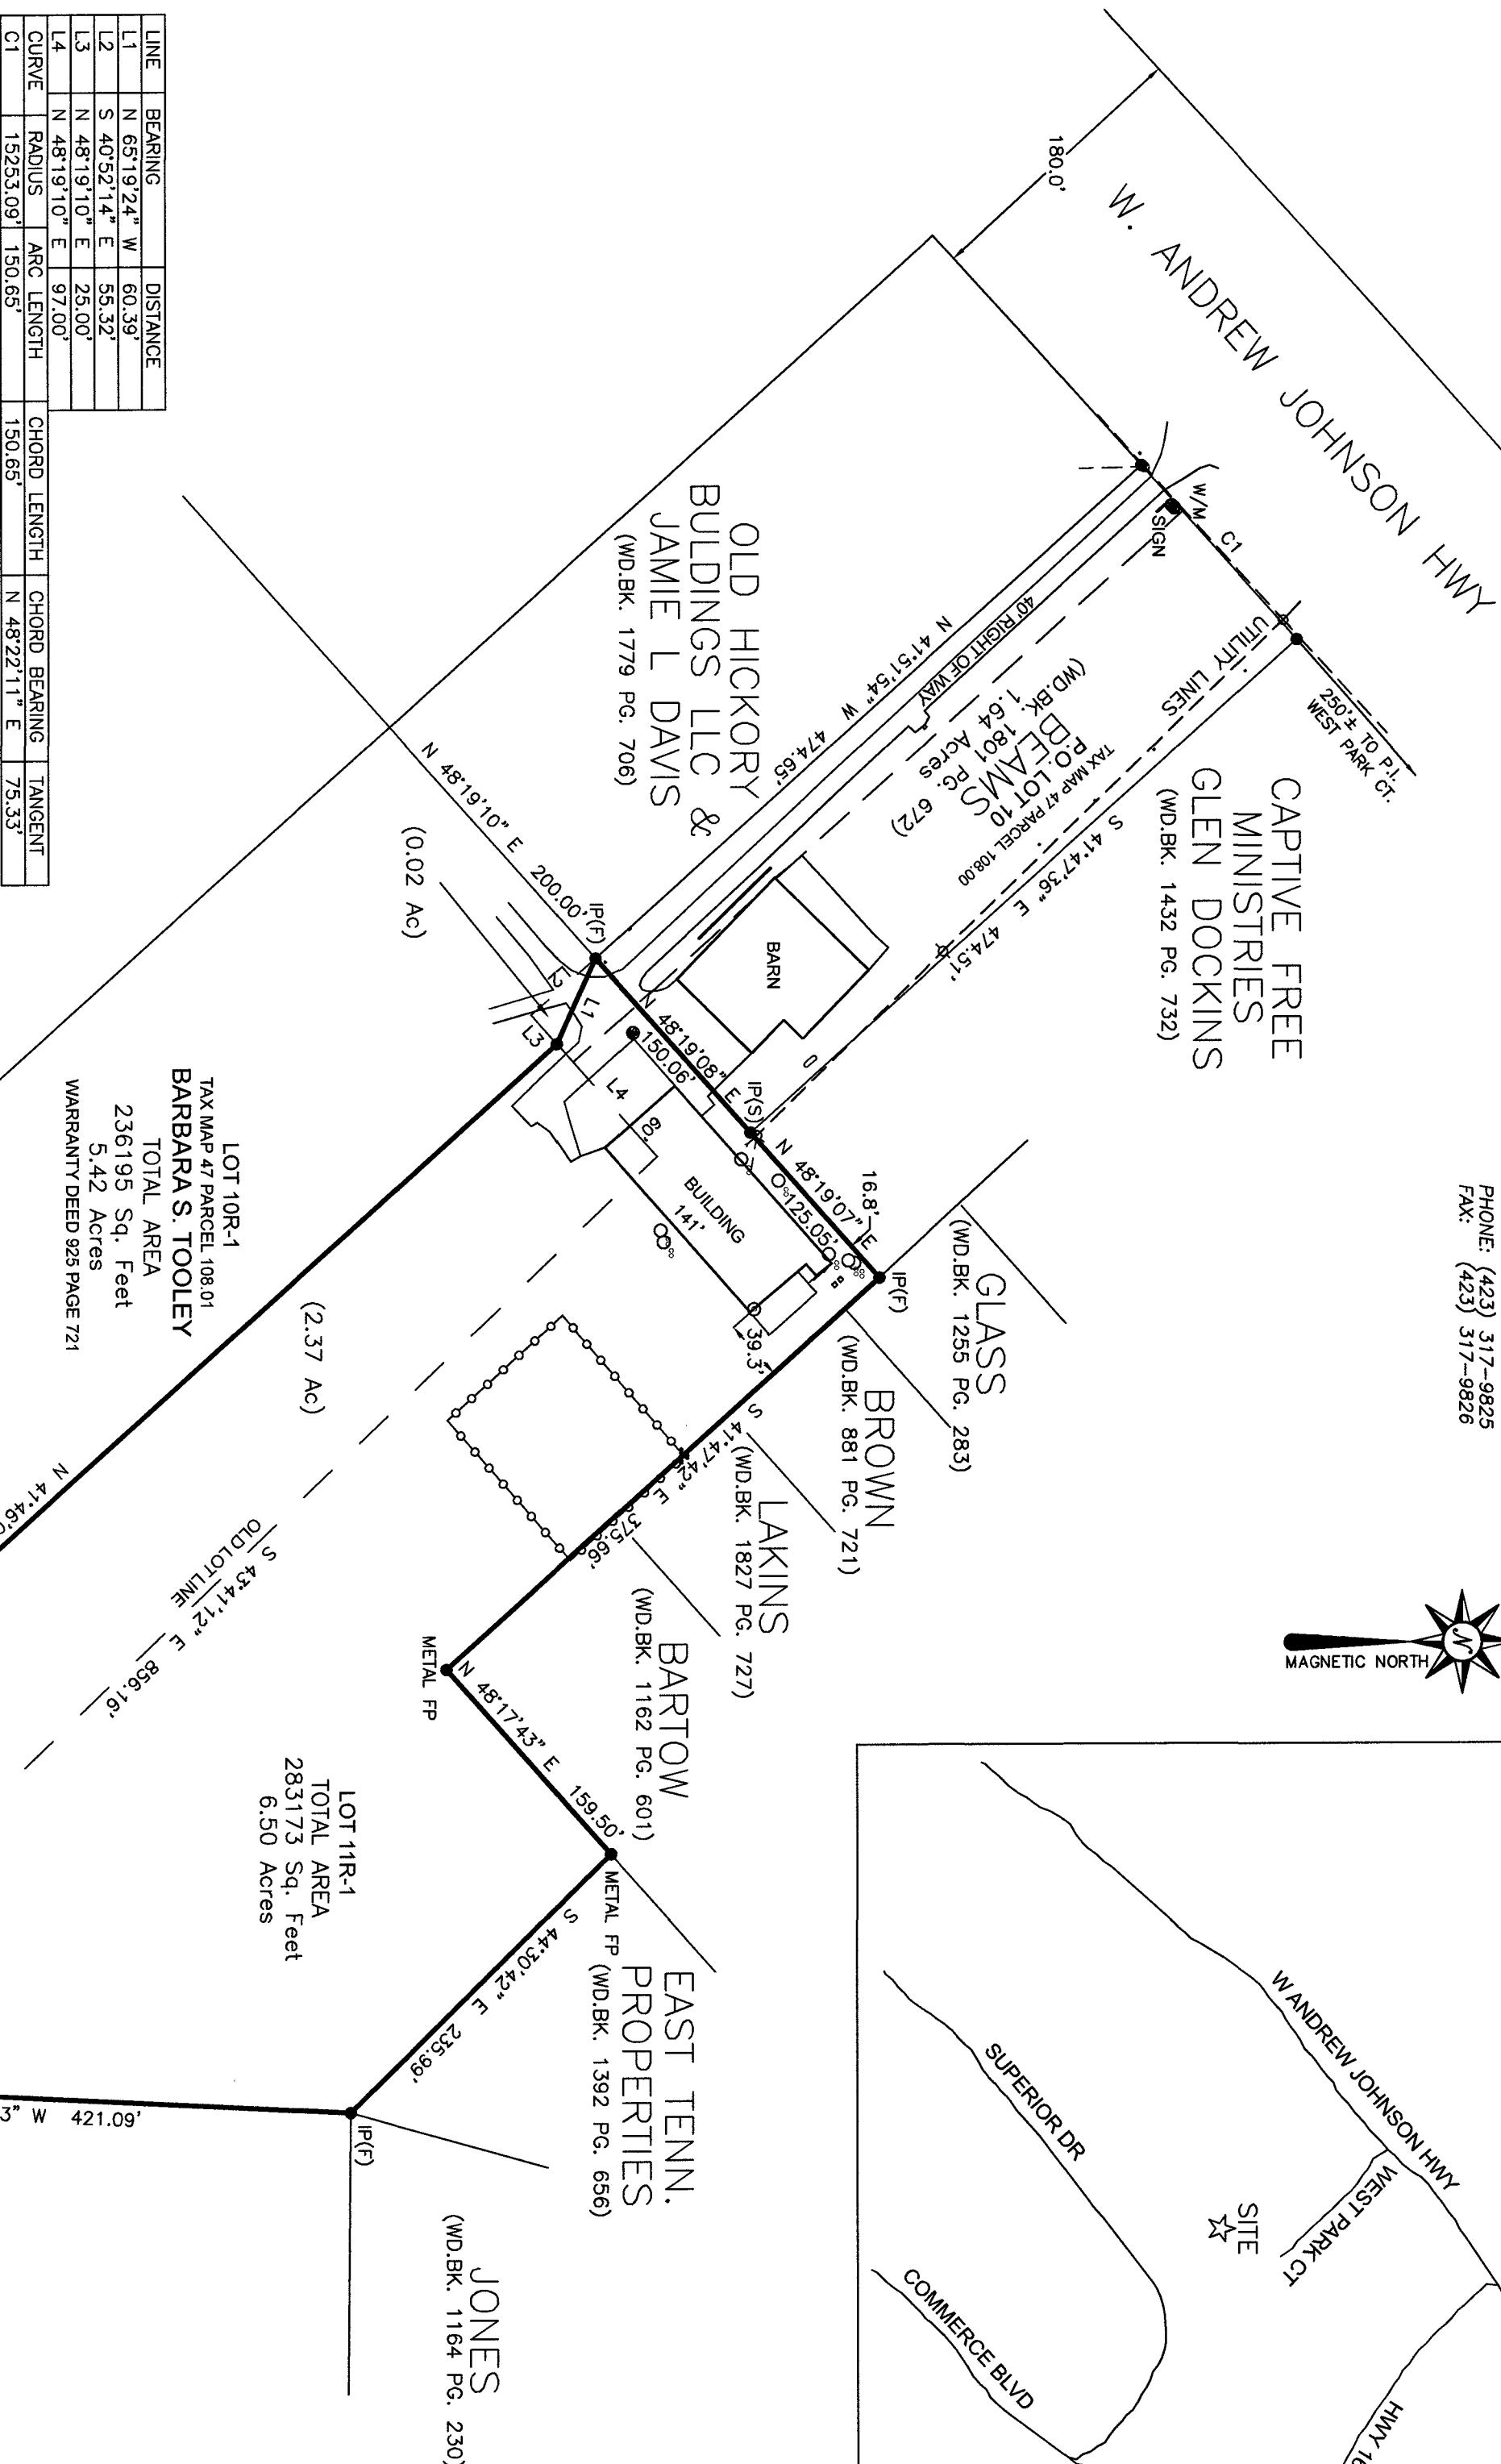 PHONE: (423) 317-9825
FAX: (423) 317-9826
W. ANDREW JOHNSON HWY
180.0'
W/M
SIGN
C1
UTILITY LINES
250'± TO P.I.
WEST PARK CT.
CAPTIVE FREE
MINISTRIES
GLEN DOCKINS
(WD.BK. 1432 PG. 732)
S 41°47'36" E 474.51'
TAX MAP 47 PARCEL 108.00
P.O. LOT 10
BEAMS
1.64 Acres
(WD.BK. 1801 PG. 672)
40' RIGHT OF WAY
N 41°51'54" W 474.65'
OLD HICKORY
BUILDINGS LLC &
JAMIE L DAVIS
(WD.BK. 1779 PG. 706)
BARN
N 48°19'10" E 200.00'
IP(F)
(0.02 Ac)
L2
L1
L3
L4
N 48°19'08" E
150.06'
IP(S)
N 48°19'07" E
125.05'
16.8'
IP(F)
60'
BUILDING
141'
39.3'
GLASS
(WD.BK. 1255 PG. 283)
BROWN
(WD.BK. 881 PG. 721)
LAKINS
(WD.BK. 1827 PG. 727)
BARTOW
(WD.BK. 1162 PG. 601)
S 41°47'42" E 375.66'
METAL FP
N 48°17'43" E 159.50'
METAL FP
EAST TENN.
PROPERTIES
(WD.BK. 1392 PG. 656)
S 44°30'42" E 235.99'
IP(F)
JONES
(WD.BK. 1164 PG. 230)
3" W 421.09'
LOT 10R-1
TAX MAP 47 PARCEL 108.01
BARBARA S. TOOLEY
TOTAL AREA
236195 Sq. Feet
5.42 Acres
WARRANTY DEED 925 PAGE 721
(2.37 Ac)
N 41°46'
S 43°41'12" E 856.16'
OLD LOT LINE
LOT 11R-1
TOTAL AREA
283173 Sq. Feet
6.50 Acres
N
MAGNETIC NORTH
W ANDREW JOHNSON HWY
WEST PARK CT
SITE
SUPERIOR DR
COMMERCE BLVD
HWY 16
LINE BEARING DISTANCE
L1 N 65°19'24" W 60.39'
L2 S 40°52'14" E 55.32'
L3 N 48°19'10" E 25.00'
L4 N 48°19'10" E 97.00'
CURVE RADIUS ARC LENGTH CHORD LENGTH CHORD BEARING TANGENT
C1 15253.09' 150.65' 150.65' N 48°22'11" E 75.33'